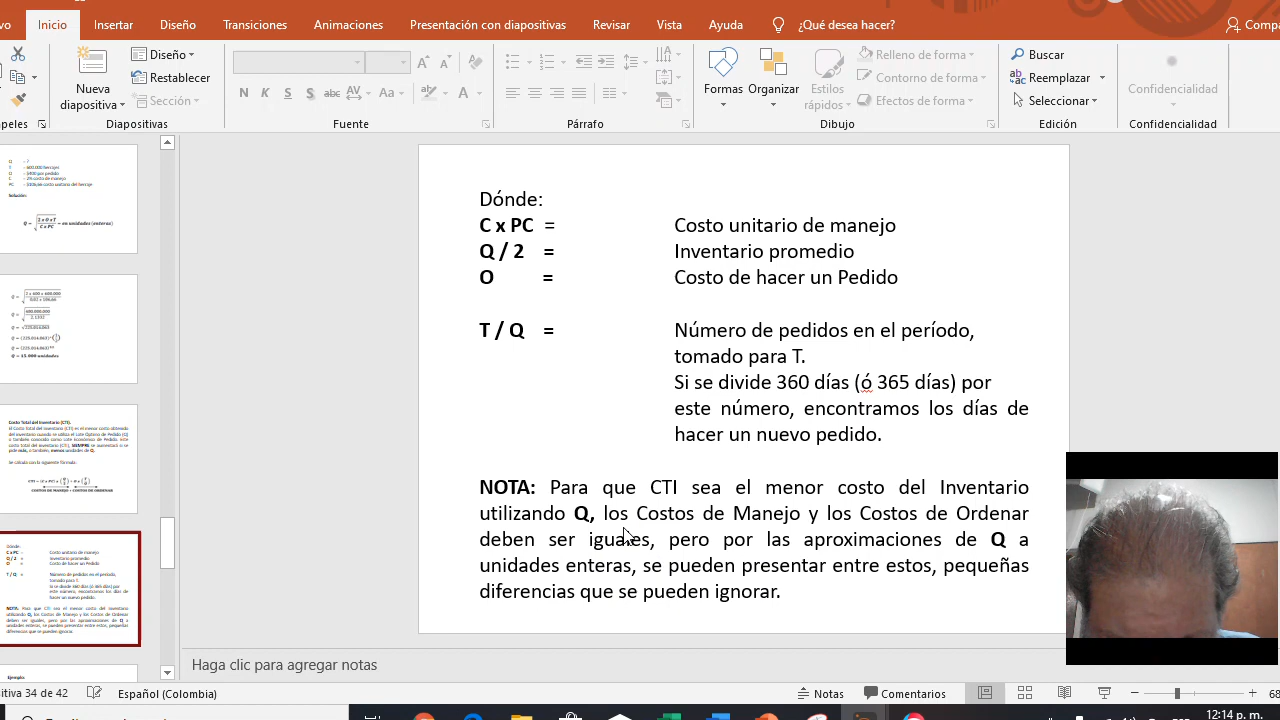 Inicio Insertar Diseño Transiciones Animaciones Presentación con diapositivas Revisar Vista Ayuda ¿Qué desea hacer?
Nueva diapositiva
Diseño
Restablecer
Sección
Diapositivas
N K S S abc AV Aa A
Fuente
Párrafo
Formas
Organizar
Estilos rápidos
Relleno de forma
Contorno de forma
Efectos de forma
Dibujo
Buscar
Reemplazar
Seleccionar
Edición
Confidencialidad
Confidencialidad
Dónde:
C x PC = Costo unitario de manejo
Q / 2 = Inventario promedio
O = Costo de hacer un Pedido
T / Q = Número de pedidos en el período,
tomado para T.
Si se divide 360 días (ó 365 días) por
este número, encontramos los días de
hacer un nuevo pedido.
NOTA: Para que CTI sea el menor costo del Inventario
utilizando Q, los Costos de Manejo y los Costos de Ordenar
deben ser iguales, pero por las aproximaciones de Q a
unidades enteras, se pueden presentar entre estos, pequeñas
diferencias que se pueden ignorar.
Haga clic para agregar notas
34 de 42 Español (Colombia) Notas Comentarios
12:14 p. m.